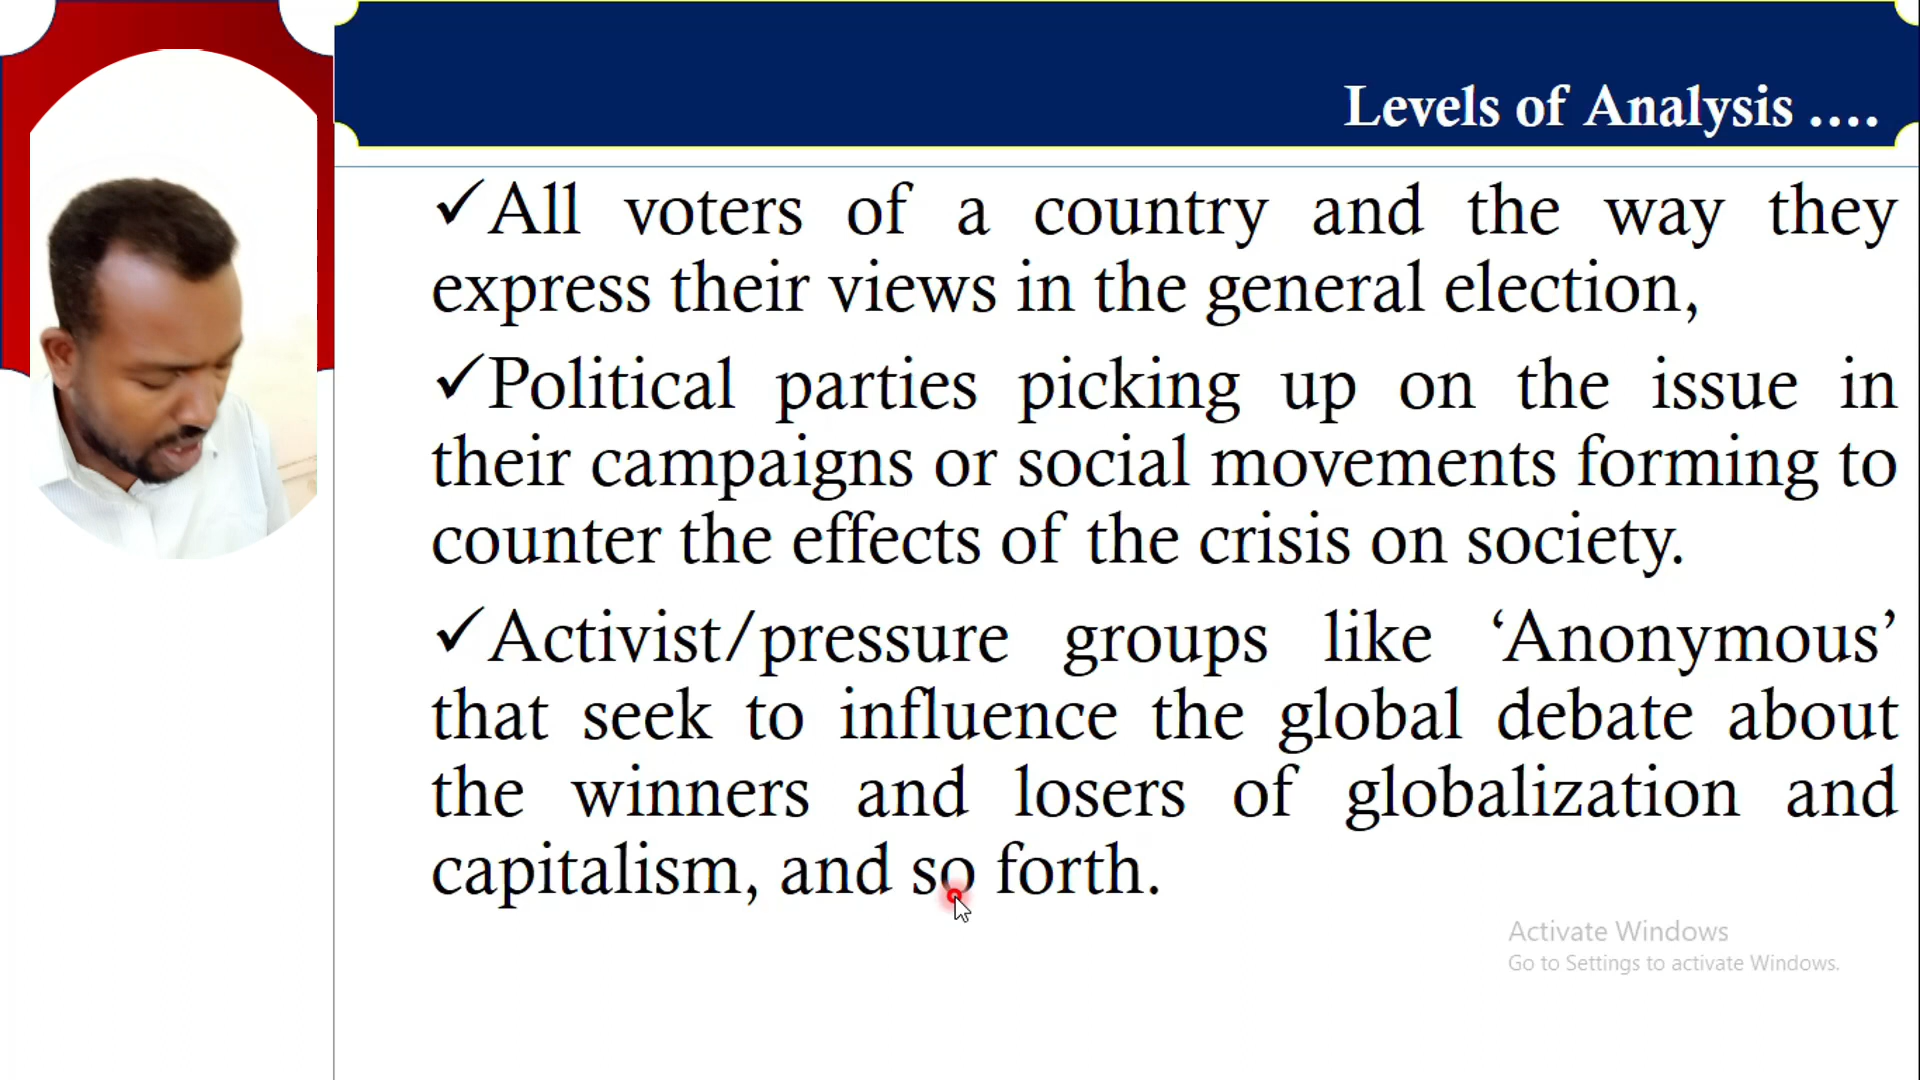 Levels of Analysis ....
✓All voters of a country and the way they
express their views in the general election,
✓Political parties picking up on the issue in
their campaigns or social movements forming to
counter the effects of the crisis on society.
✓Activist/pressure groups like ‘Anonymous’
that seek to influence the global debate about
the winners and losers of globalization and
capitalism, and so forth.
Activate Windows
Go to Settings to activate Windows.